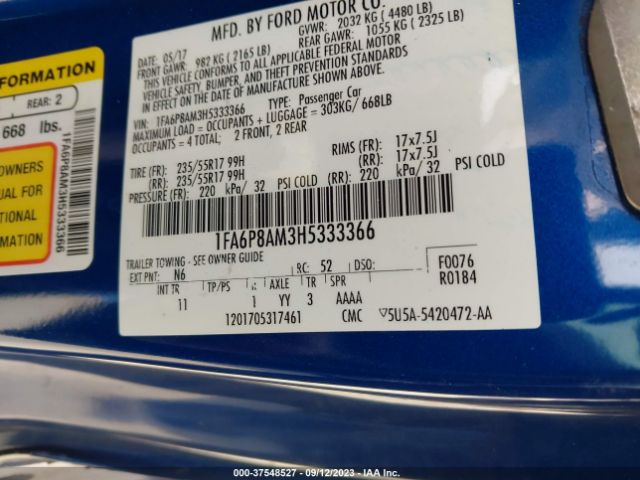 MFD. BY FORD MOTOR CO.
DATE: 05/17
GVWR: 2032 KG ( 4480 LB)
FRONT GAWR: 982 KG ( 2165 LB)
REAR GAWR: 1055 KG ( 2325 LB)
THIS VEHICLE CONFORMS TO ALL APPLICABLE FEDERAL MOTOR
VEHICLE SAFETY, BUMPER, AND THEFT PREVENTION STANDARDS
IN EFFECT ON THE DATE OF MANUFACTURE SHOWN ABOVE.
VIN: 1FA6P8AM3H5333366
TYPE: Passenger Car
MAXIMUM LOAD = OCCUPANTS + LUGGAGE = 303KG/ 668LB
OCCUPANTS = 4 TOTAL; 2 FRONT, 2 REAR
TIRE (FR): 235/55R17 99H RIMS (FR): 17x7.5J
(RR): 235/55R17 99H (RR): 17x7.5J
PRESSURE (FR): 220 kPa/ 32 PSI COLD (RR): 220 kPa/ 32 PSI COLD
1FA6P8AM3H5333366
TRAILER TOWING - SEE OWNER GUIDE
EXT PNT: N6 RC: 52 DSO: F0076
R0184
INT TR TP/PS R AXLE TR SPR
11 1 YY 3 AAAA
1201705317461 CMC ▽5U5A-5420472-AA
FORMATION
REAR: 2
668 lbs.
OWNERS
UAL FOR
TIONAL
MATION
1FA6P8AM3H5333366
000-37548527 - 09/12/2023 - IAA Inc.